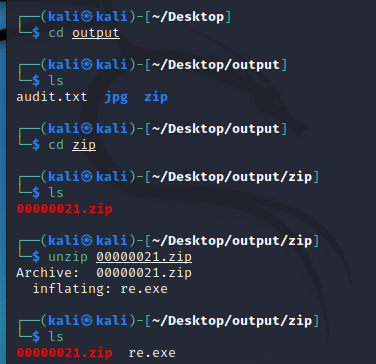 ┌──(kali㉿kali)-[~/Desktop]
└─$ cd output
┌──(kali㉿kali)-[~/Desktop/output]
└─$ ls
audit.txt  jpg  zip
┌──(kali㉿kali)-[~/Desktop/output]
└─$ cd zip
┌──(kali㉿kali)-[~/Desktop/output/zip]
└─$ ls
00000021.zip
┌──(kali㉿kali)-[~/Desktop/output/zip]
└─$ unzip 00000021.zip
Archive:  00000021.zip
  inflating: re.exe
┌──(kali㉿kali)-[~/Desktop/output/zip]
└─$ ls
00000021.zip  re.exe